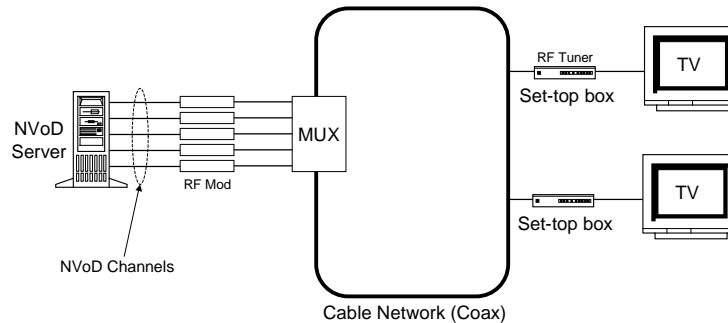 RF Tuner
TV
Set-top box
NVoD
Server
MUX
RF Mod
TV
Set-top box
NVoD Channels
Cable Network (Coax)